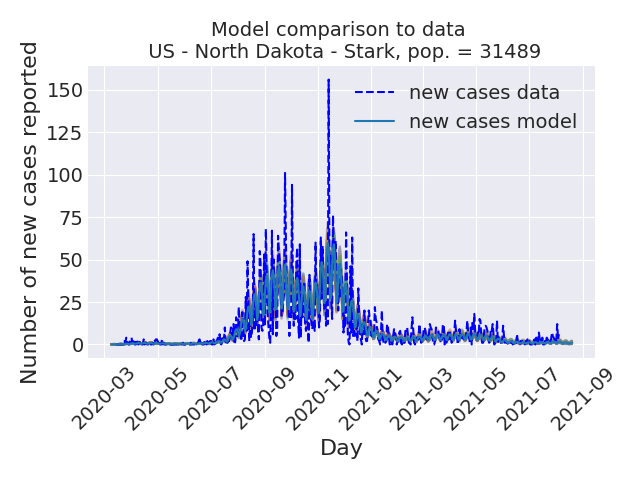 Model comparison to data
US - North Dakota - Stark, pop. = 31489
Number of new cases reported
150
125
100
75
50
25
0
new cases data
new cases model
2020-03
2020-05
2020-07
2020-09
2020-11
2021-01
2021-03
2021-05
2021-07
2021-09
Day